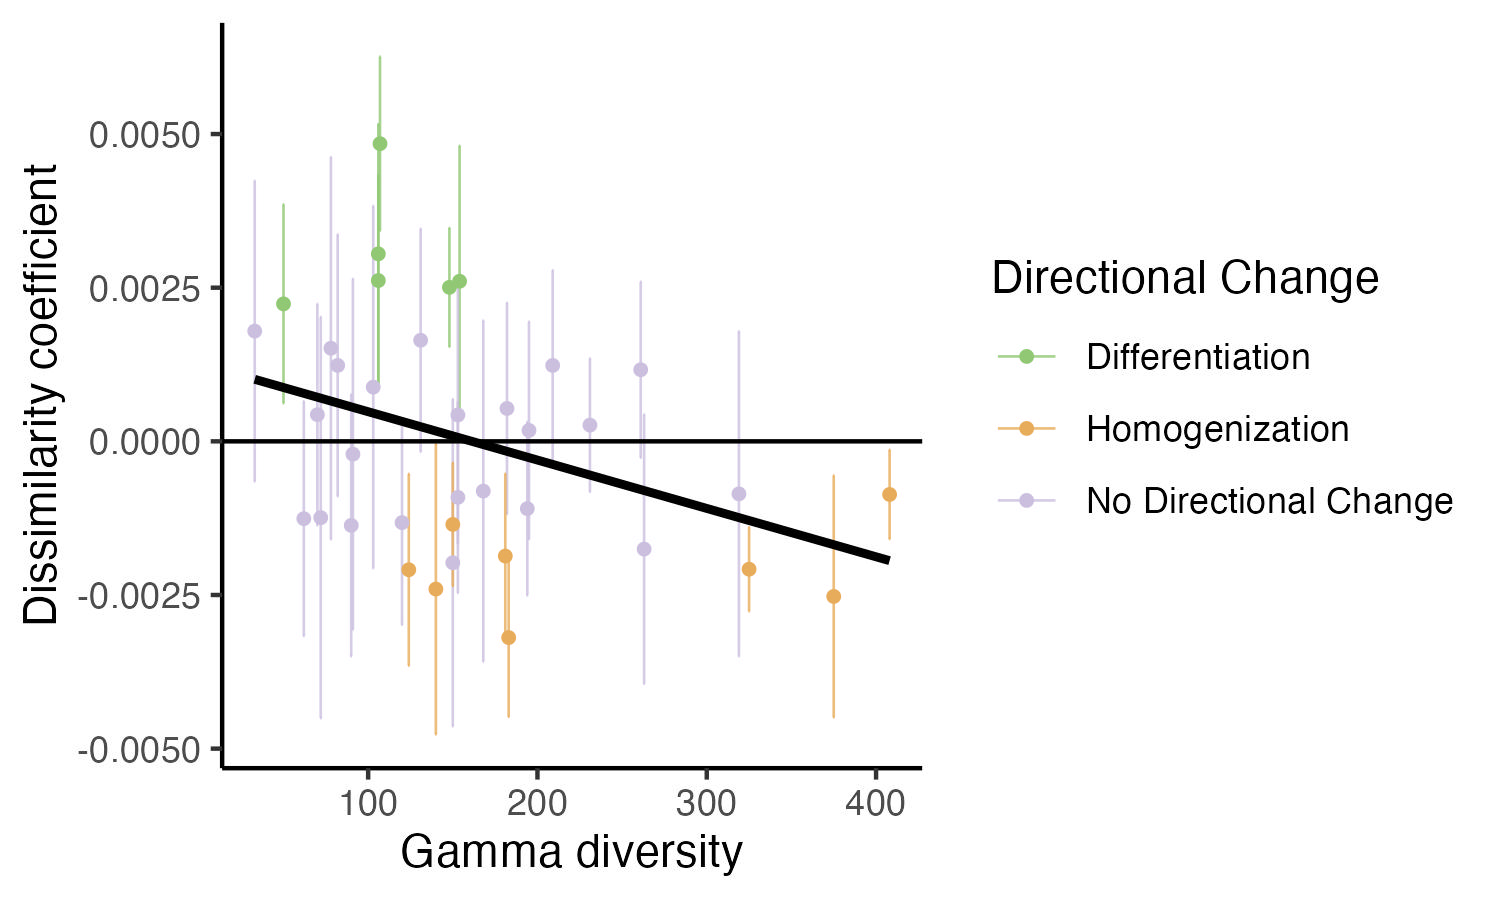 Dissimilarity coefficient
0.0050
0.0025
0.0000
-0.0025
-0.0050
100 200 300 400
Gamma diversity
Directional Change
Differentiation
Homogenization
No Directional Change